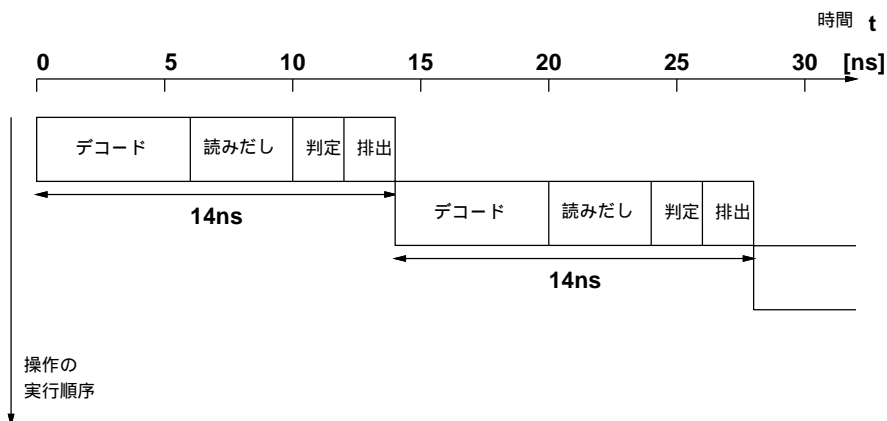 時間 t
0 5 10 15 20 25 30 [ns]
デコード 読みだし 判定 排出
14ns
デコード 読みだし 判定 排出
14ns
操作の
実行順序